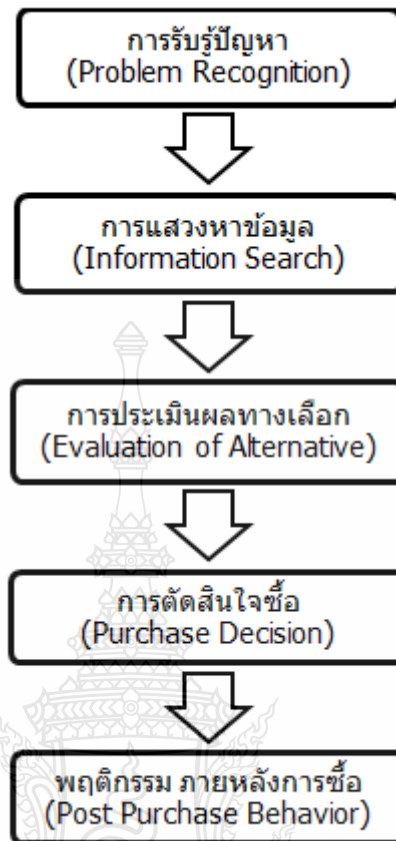 การรับรู้ปัญหา
(Problem Recognition)
การแสวงหาข้อมูล
(Information Search)
การประเมินผลทางเลือก
(Evaluation of Alternative)
การตัดสินใจซื้อ
(Purchase Decision)
พฤติกรรม ภายหลังการซื้อ
(Post Purchase Behavior)